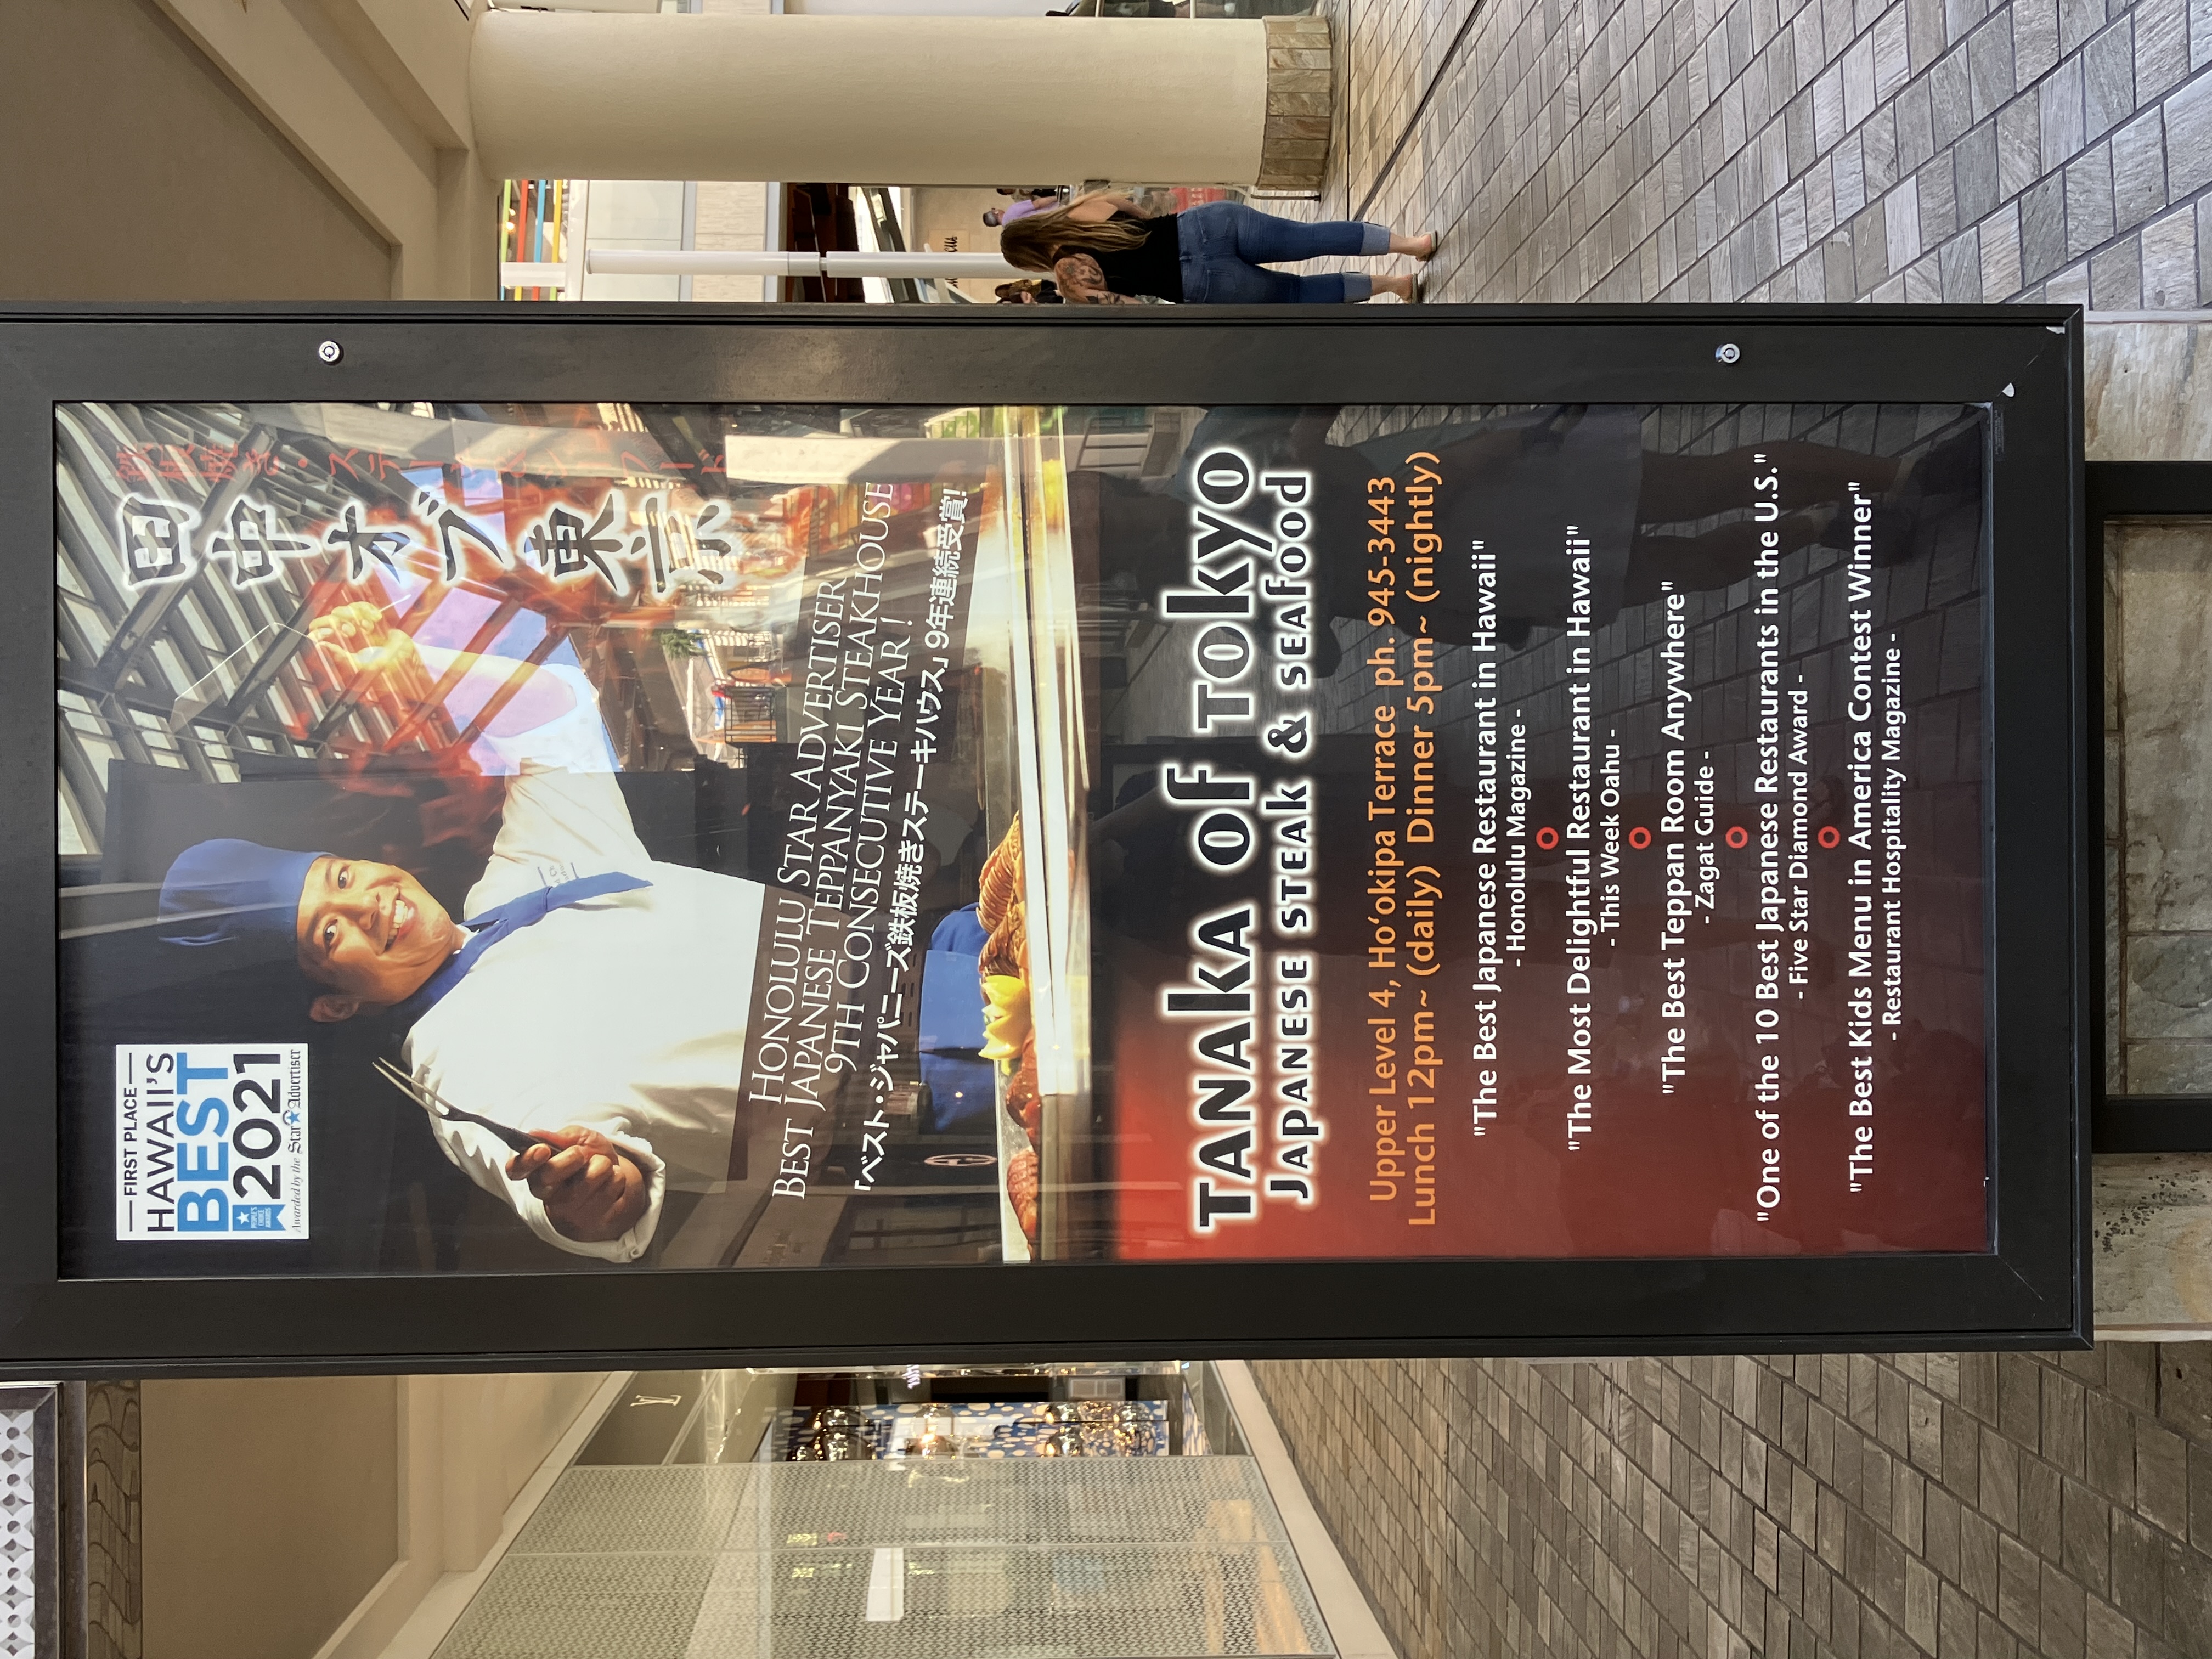 FIRST PLACE
HAWAII'S
BEST
2021
PEOPLE'S
CHOICE
AWARDS
Awarded by the Star Advertiser
田中オブ東京
鉄板焼き・ステーキ
フード
HONOLULU STAR ADVERTISER
BEST JAPANESE TEPPANYAKI STEAKHOUSE
9TH CONSECUTIVE YEAR !
「ベスト・ジャパニーズ鉄板焼きステーキハウス」9年連続受賞!
TANAKA of TOKYO
JAPANESE STEAK & SEAFOOD
Upper Level 4, Ho‘okipa Terrace ph. 945-3443
Lunch 12pm~ (daily) Dinner 5pm~ (nightly)
"The Best Japanese Restaurant in Hawaii"
- Honolulu Magazine -
"The Most Delightful Restaurant in Hawaii"
- This Week Oahu -
"The Best Teppan Room Anywhere"
- Zagat Guide -
"One of the 10 Best Japanese Restaurants in the U.S."
- Five Star Diamond Award -
"The Best Kids Menu in America Contest Winner"
- Restaurant Hospitality Magazine -
LV